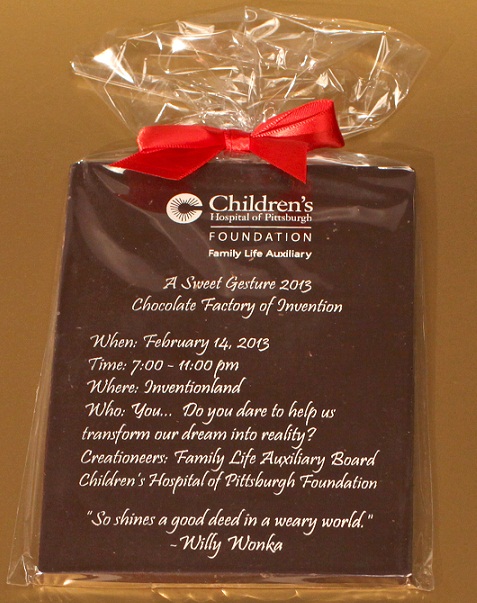 Children's
Hospital of Pittsburgh
FOUNDATION
Family Life Auxiliary
A Sweet Gesture 2013
Chocolate Factory of Invention
When: February 14, 2013
Time: 7:00 - 11:00 pm
Where: Inventionland
Who: You... Do you dare to help us
transform our dream into reality?
Creationeers: Family Life Auxiliary Board
Children's Hospital of Pittsburgh Foundation
"So shines a good deed in a weary world."
-Willy Wonka